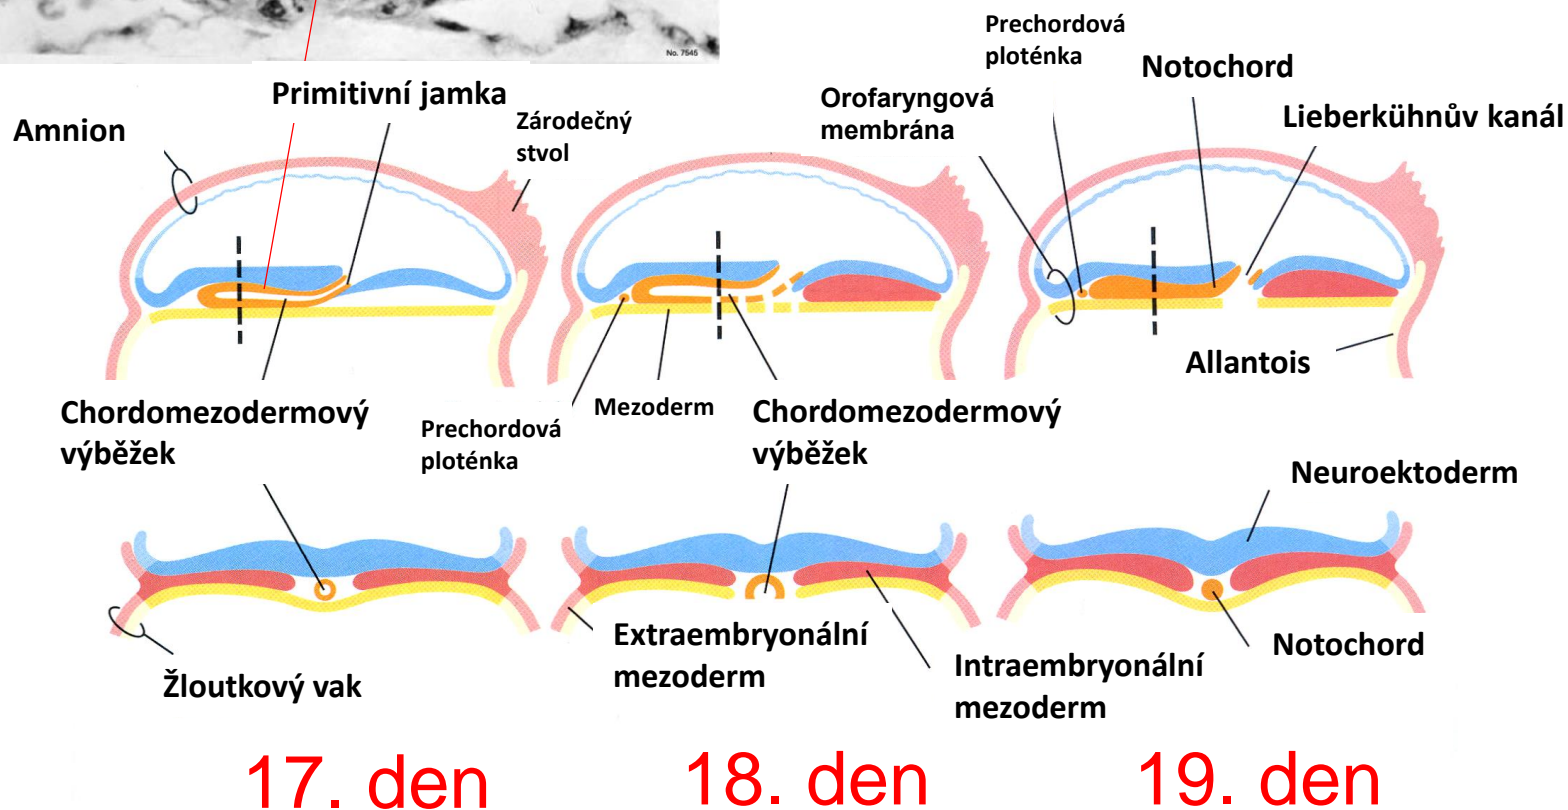 No. 7545
Prechordová
ploténka
Notochord
Primitivní jamka
Orofaryngová
membrána
Lieberkühnův kanál
Amnion
Zárodečný
stvol
Allantois
Chordomezodermový
výběžek
Prechordová
ploténka
Mezoderm
Chordomezodermový
výběžek
Neuroektoderm
Žloutkový vak
Extraembryonální
mezoderm
Intraembryonální
mezoderm
Notochord
17. den
18. den
19. den